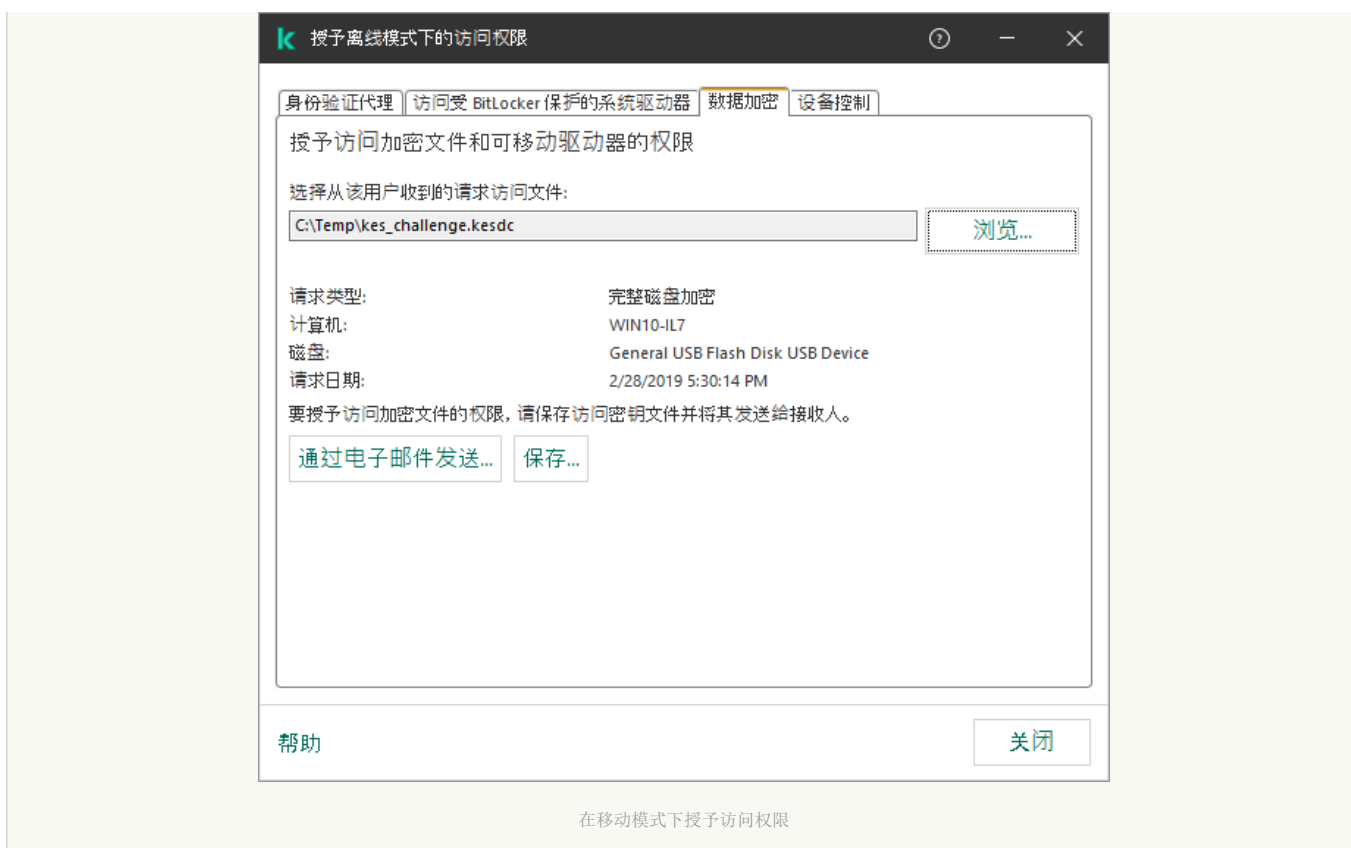 授予离线模式下的访问权限
身份验证代理 访问受 BitLocker 保护的系统驱动器 数据加密 设备控制
授予访问加密文件和可移动驱动器的权限
选择从该用户收到的请求访问文件:
C:\Temp\kes_challenge.kesdc 浏览...
请求类型: 完整磁盘加密
计算机: WIN10-IL7
磁盘: General USB Flash Disk USB Device
请求日期: 2/28/2019 5:30:14 PM
要授予访问加密文件的权限, 请保存访问密钥文件并将其发送给接收人。
通过电子邮件发送... 保存...
帮助 关闭
在移动模式下授予访问权限